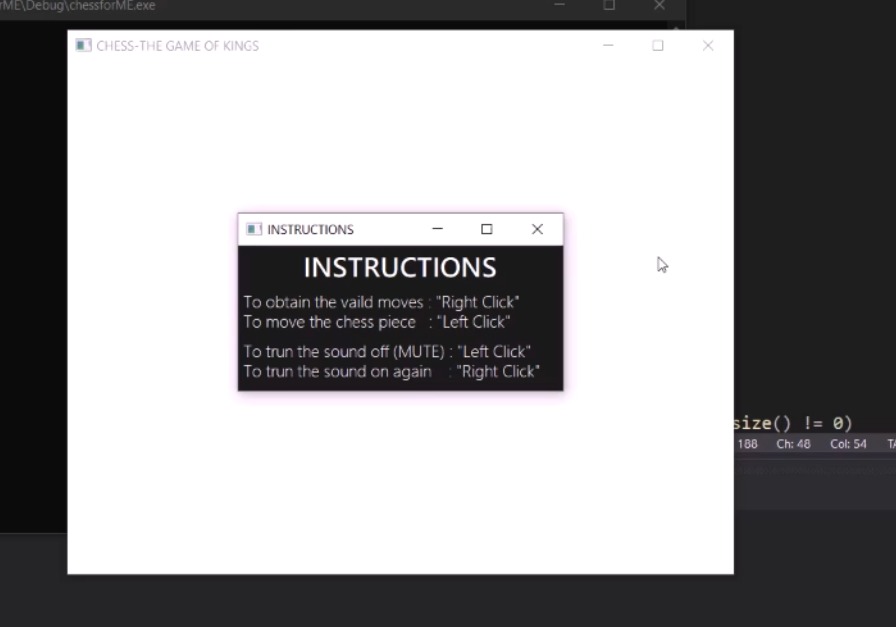 rME\Debug\chessforME.exe
CHESS-THE GAME OF KINGS
INSTRUCTIONS
INSTRUCTIONS
To obtain the vaild moves : "Right Click"
To move the chess piece : "Left Click"
To trun the sound off (MUTE) : "Left Click"
To trun the sound on again : "Right Click"
size() != 0)
188 Ch: 48 Col: 54 TA